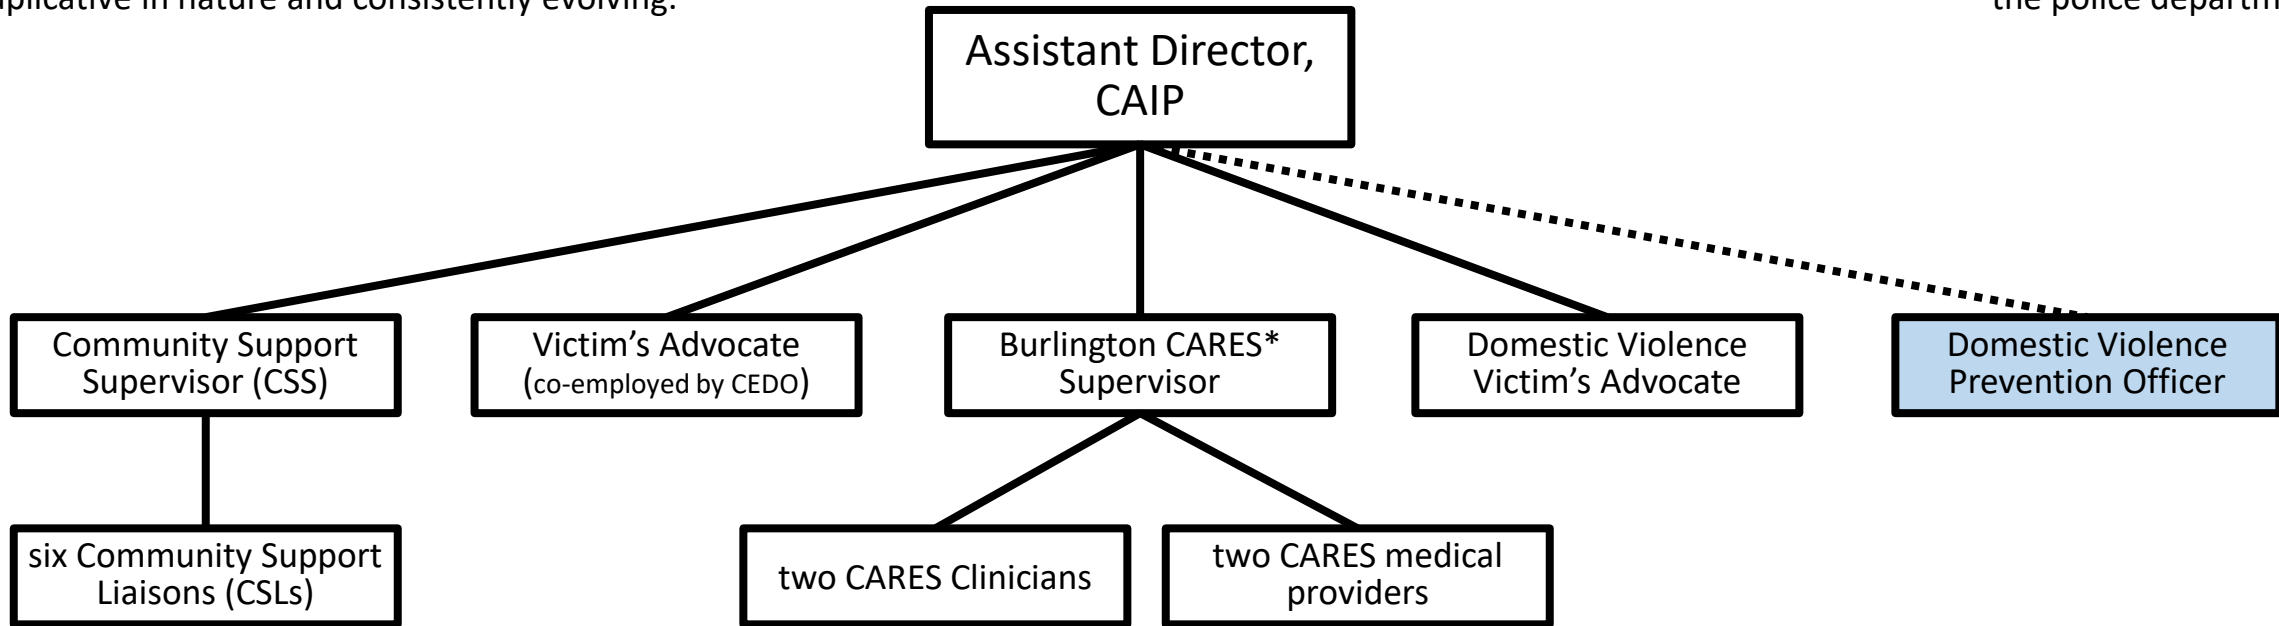 in nature and consistently evolving.
the police
Assistant Director,
CAIP
Community Support
Supervisor (CSS)
Victim’s Advocate
(co-employed by CEDO)
Burlington CARES*
Supervisor
Domestic Violence
Victim’s Advocate
Domestic Violence
Prevention Officer
six Community Support
Liaisons (CSLs)
two CARES Clinicians
two CARES medical
providers